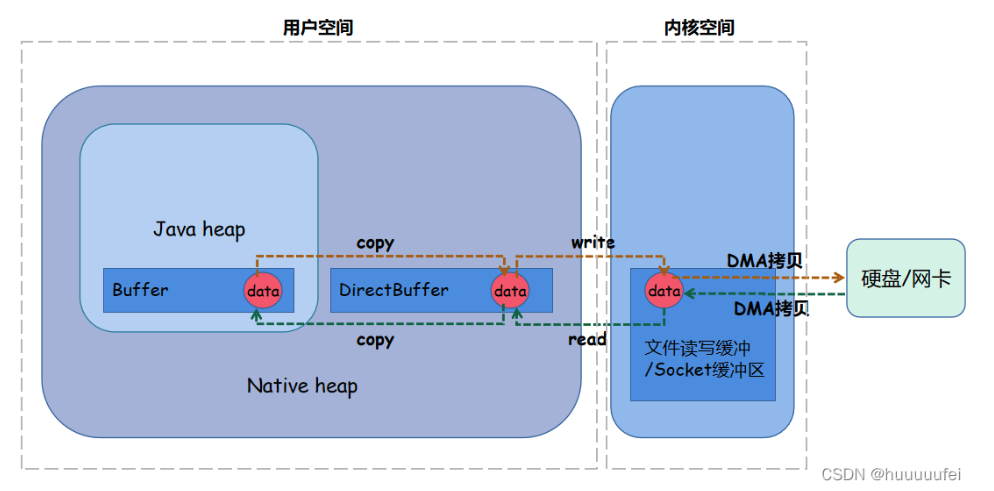 用户空间
内核空间
Java heap
copy
write
DMA拷贝
Buffer
data
DirectBuffer
data
data
硬盘/网卡
DMA拷贝
copy
read
文件读写缓冲
/Socket缓冲区
Native heap
CSDN @huuuuufei